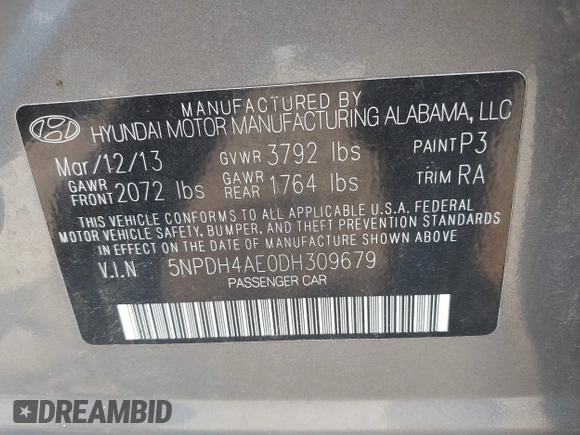 MANUFACTURED BY
HYUNDAI MOTOR MANUFACTURING ALABAMA, LLC
Mar/12/13 GVWR 3792 lbs PAINT P3
GAWR FRONT 2072 lbs GAWR REAR 1764 lbs TRIM RA
THIS VEHICLE CONFORMS TO ALL APPLICABLE U.S.A. FEDERAL
MOTOR VEHICLE SAFETY, BUMPER, AND THEFT PREVENTION STANDARDS
IN EFFECT ON THE DATE OF MANUFACTURE SHOWN ABOVE.
V.I.N 5NPDH4AE0DH309679
PASSENGER CAR
DREAMBID